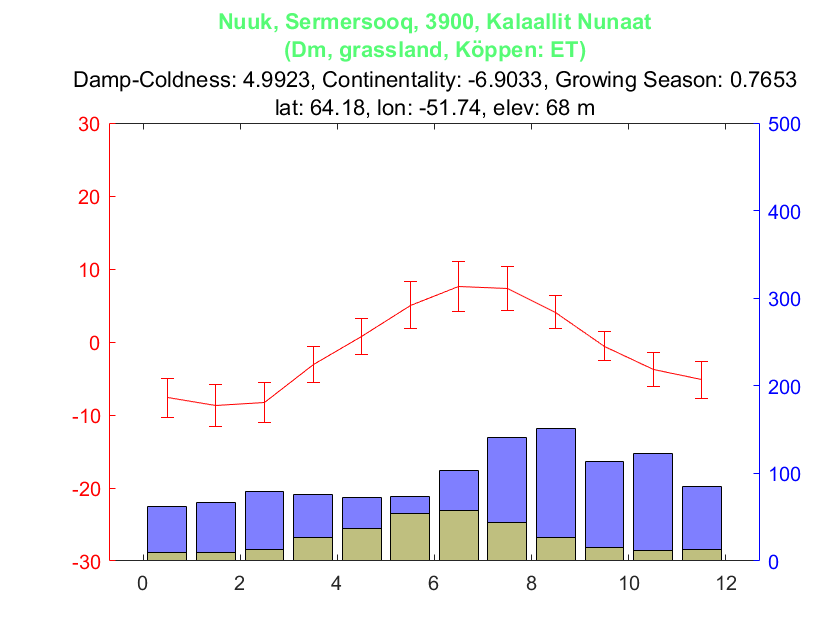 Nuuk, Sermersooq, 3900, Kalaallit Nunaat
(Dm, grassland, Köppen: ET)
Damp-Coldness: 4.9923, Continentality: -6.9033, Growing Season: 0.7653
lat: 64.18, lon: -51.74, elev: 68 m
30
20
10
0
-10
-20
-30
500
400
300
200
100
0
0 2 4 6 8 10 12